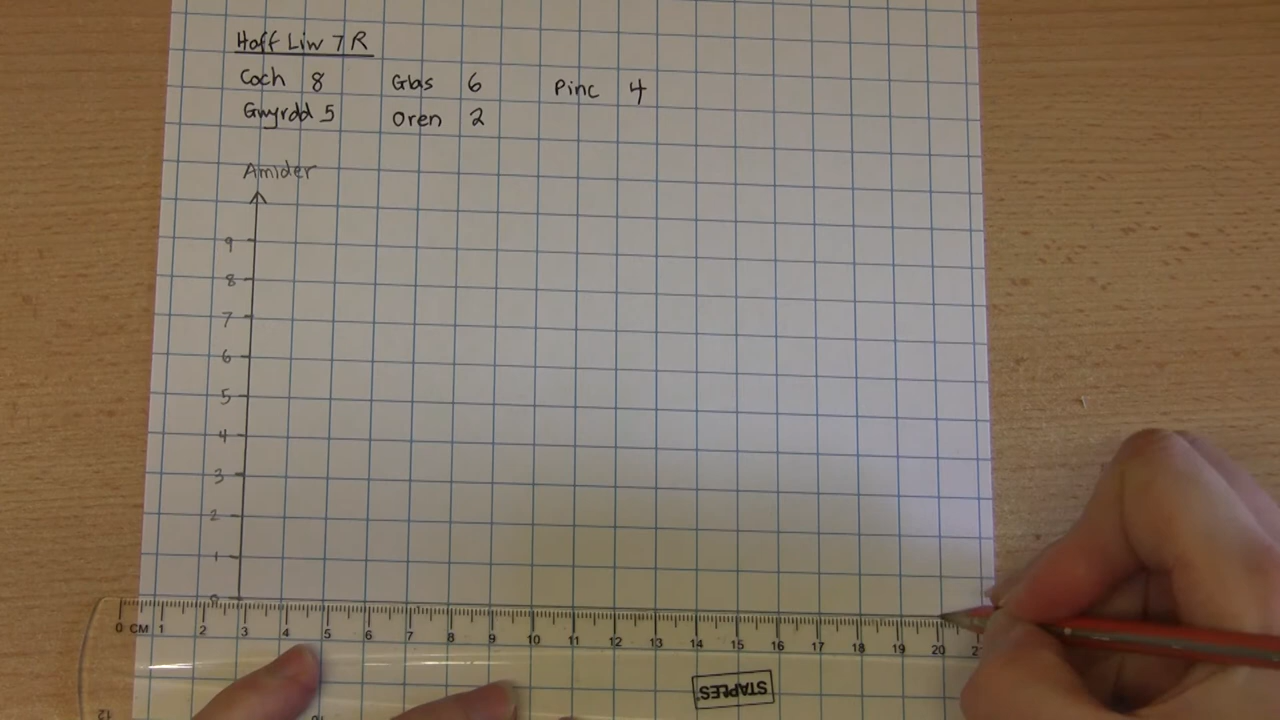 Hoff Liw 7R
Coch 8 Glas 6 Pinc 4
Gwyrdd 5 Oren 2
Amlder
9
8
7
6
5
4
3
2
1
0
0 CM 1 2 3 4 5 6 7 8 9 10 11 12 13 14 15 16 17 18 19 20
STAPLES
12